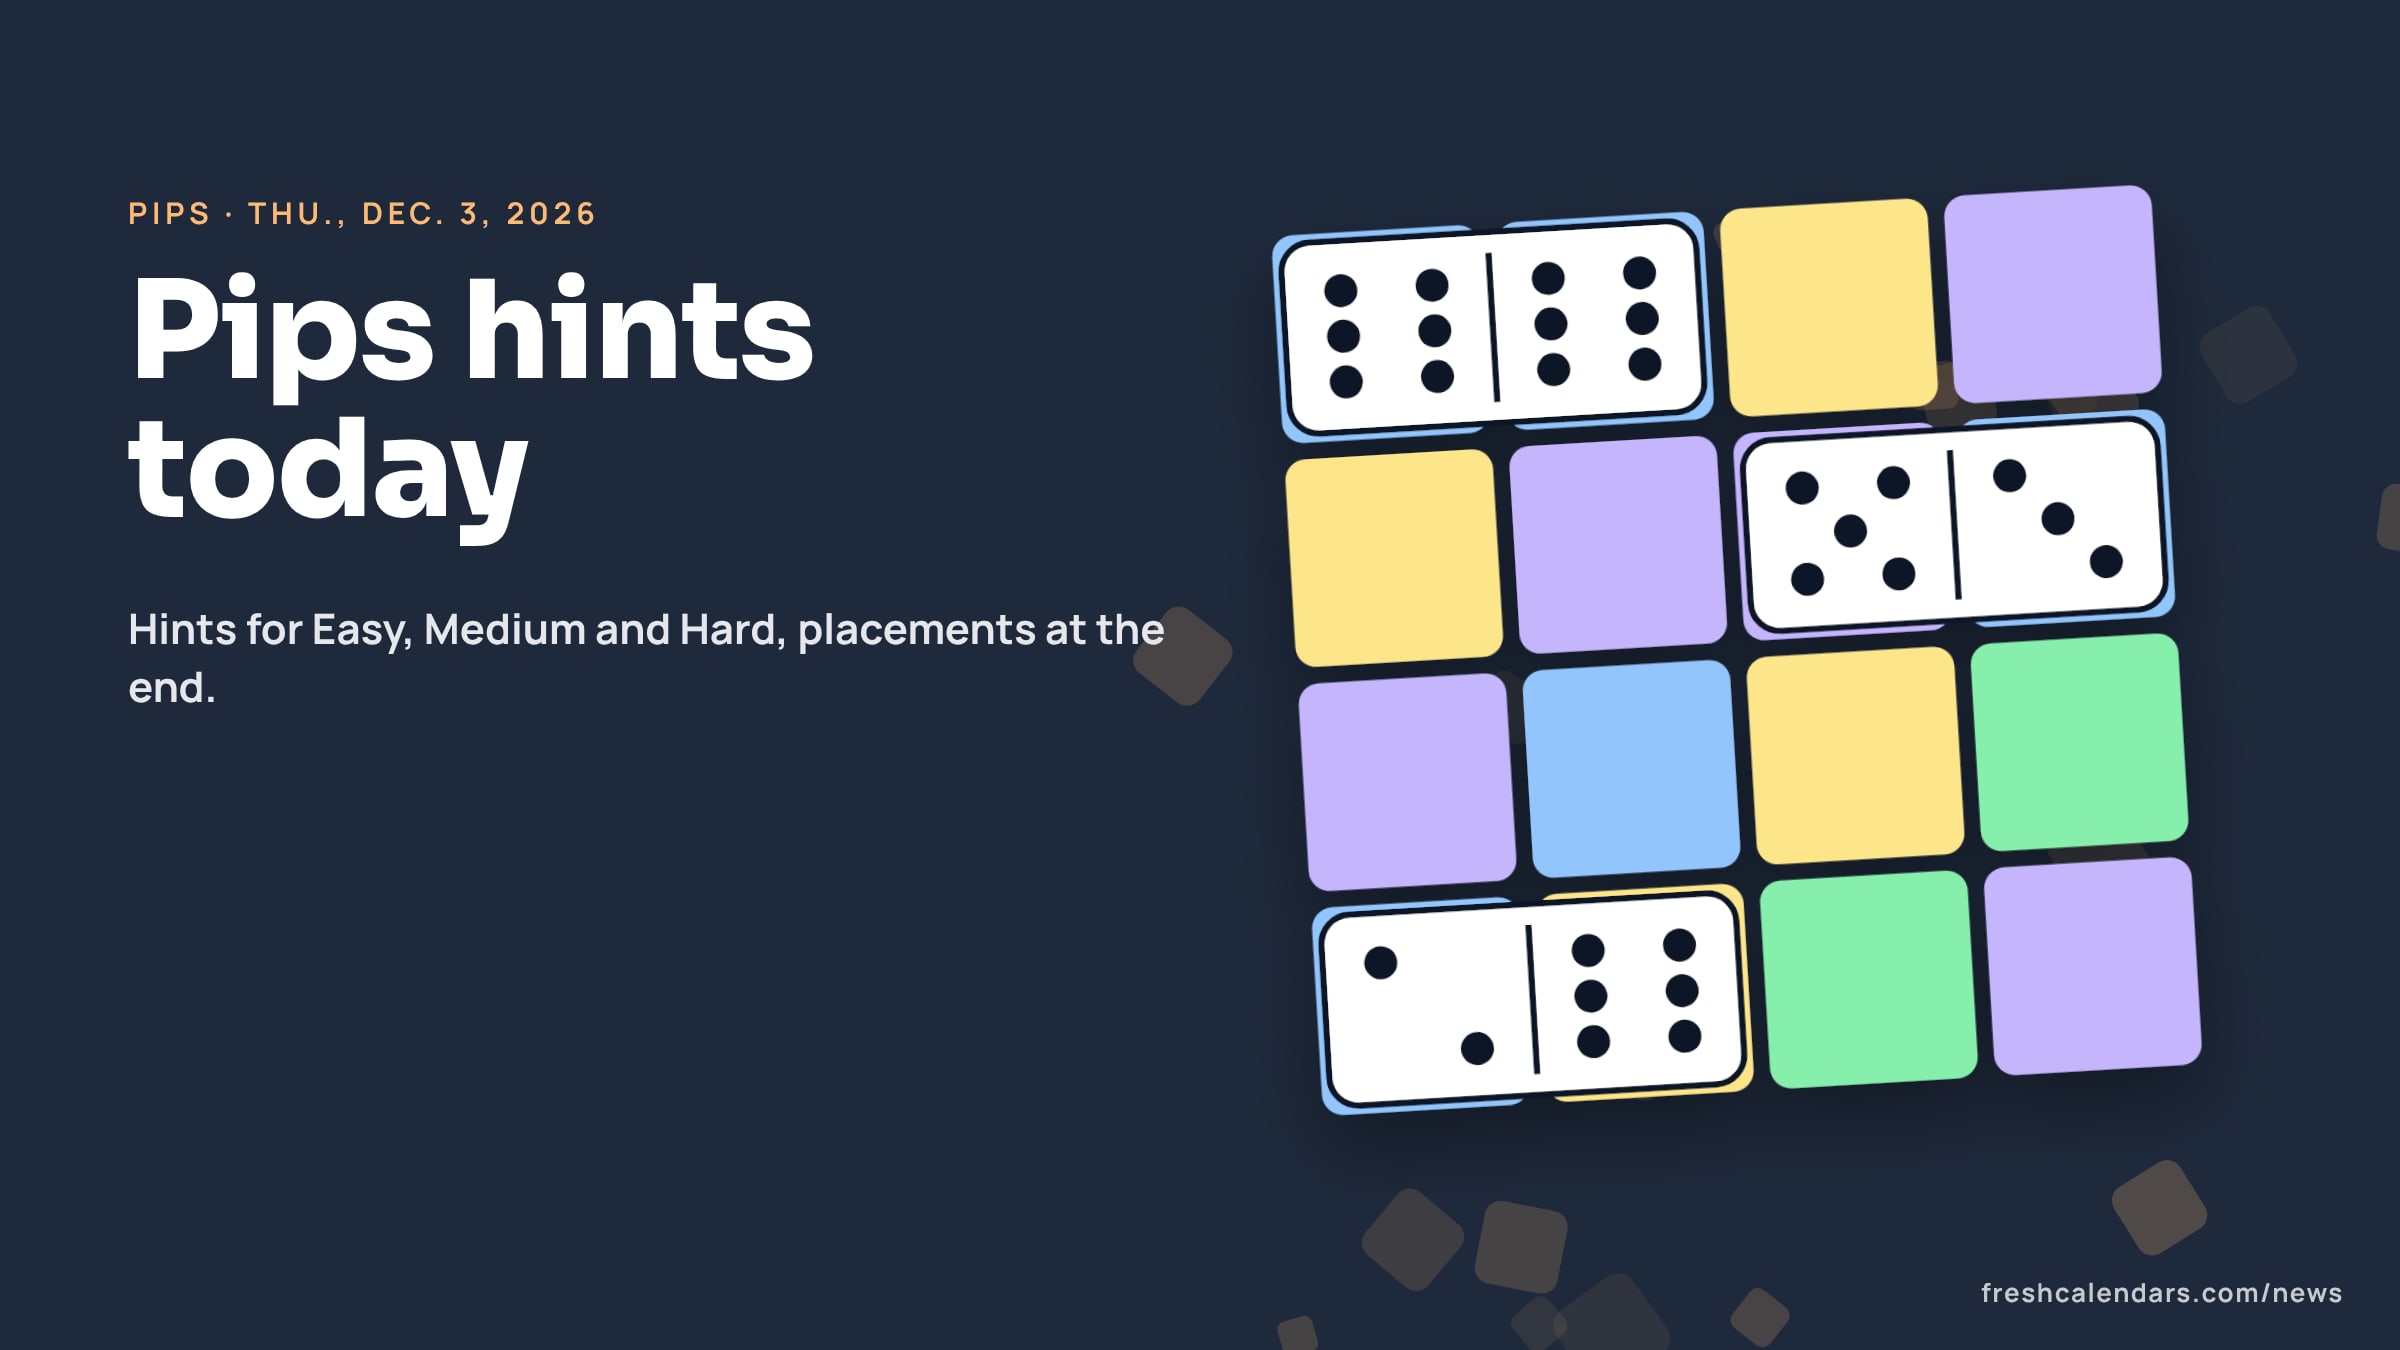 PIPS · THU., DEC. 3, 2026
Pips hints
today
Hints for Easy, Medium and Hard, placements at the
end.
freshcalendars.com/news